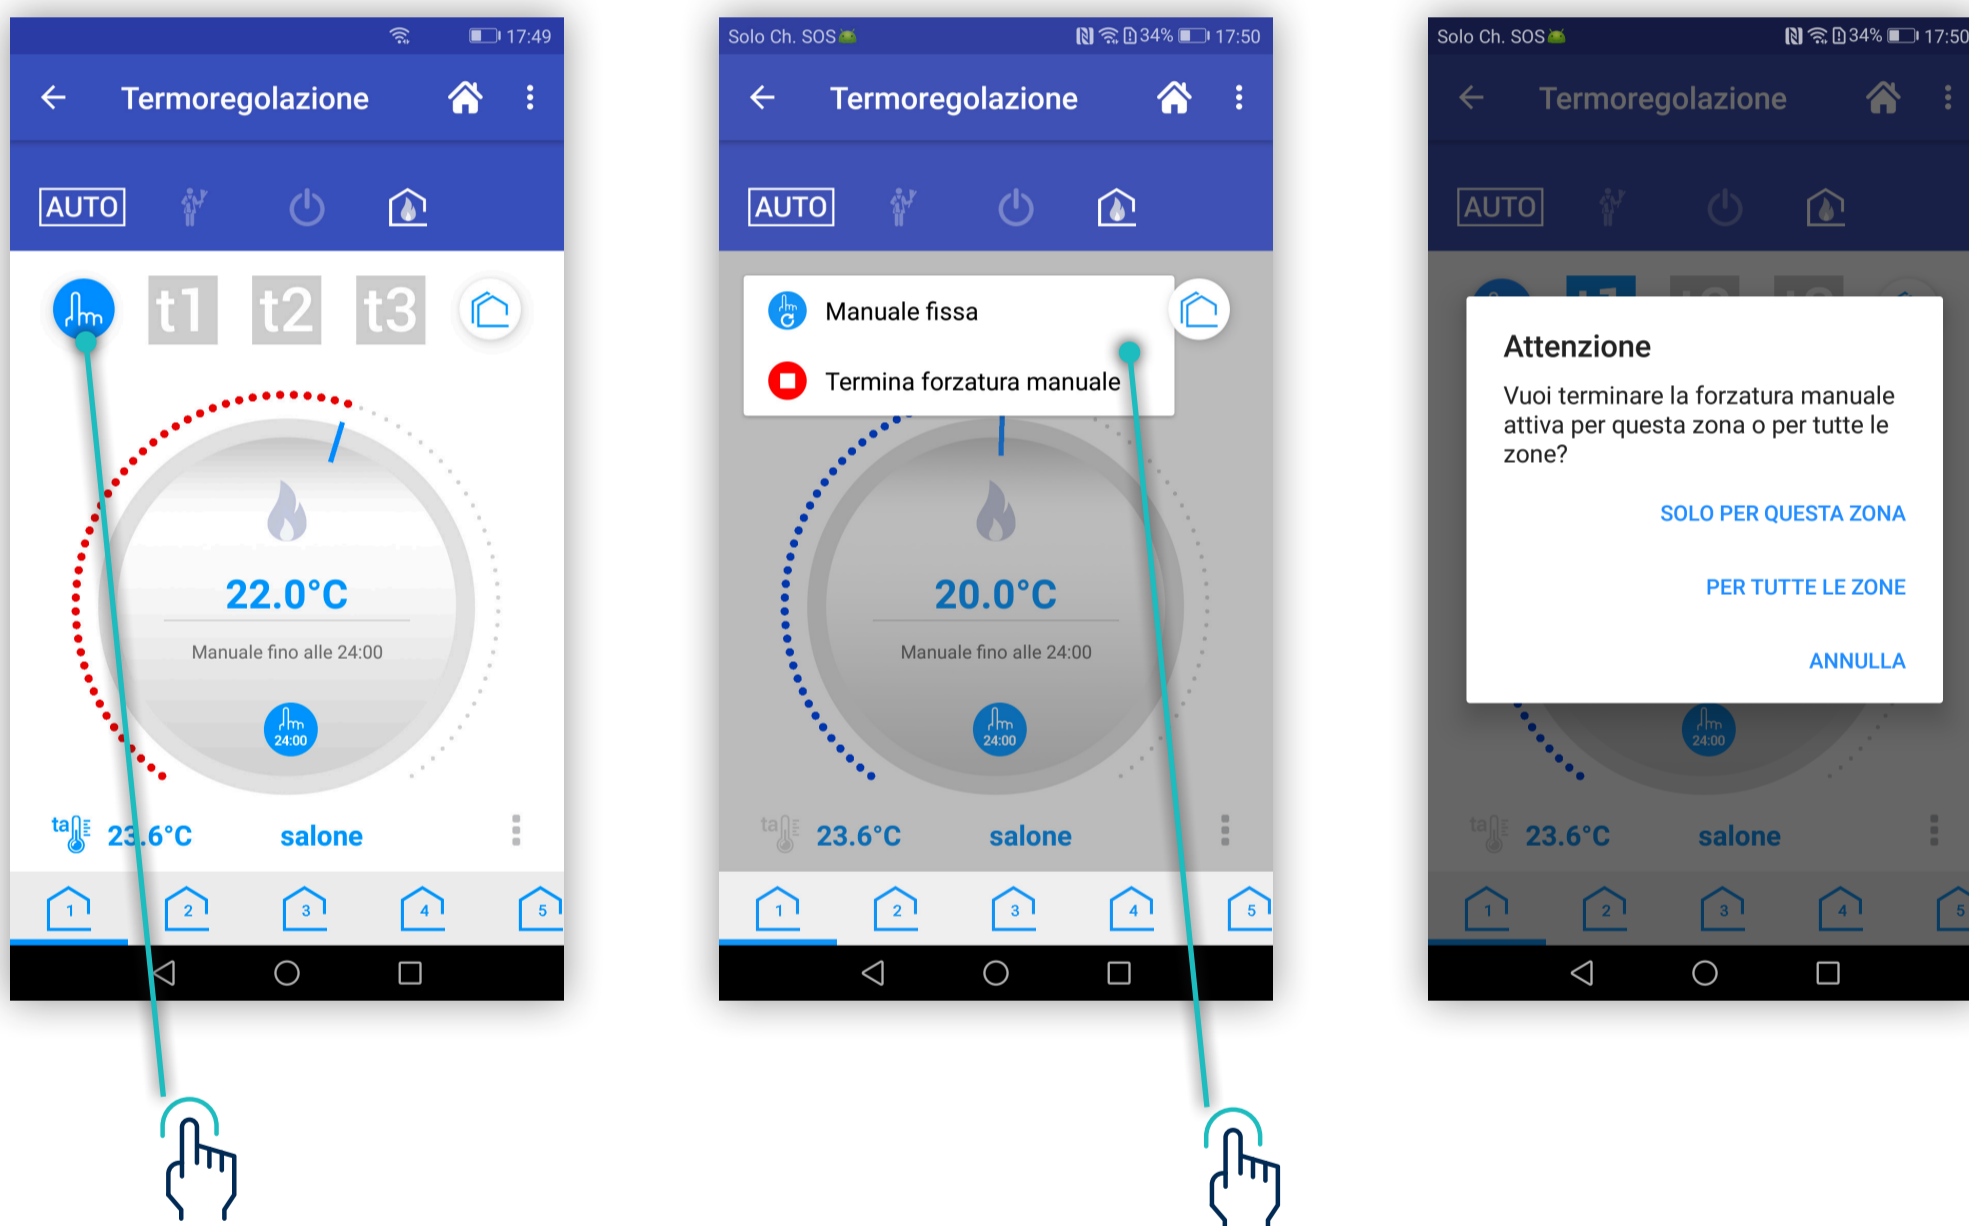 17:49
Termoregolazione
AUTO
t1 t2 t3
22.0°C
Manuale fino alle 24:00
24:00
ta 23.6°C salone
1 2 3 4 5
Solo Ch. SOS 34% 17:50
Termoregolazione
AUTO
Manuale fissa
Termina forzatura manuale
20.0°C
Manuale fino alle 24:00
24:00
ta 23.6°C salone
1 2 3 4 5
Solo Ch. SOS 34% 17:50
Termoregolazione
AUTO
t1
Attenzione
Vuoi terminare la forzatura manuale
attiva per questa zona o per tutte le
zone?
SOLO PER QUESTA ZONA
PER TUTTE LE ZONE
ANNULLA
24:00
ta 23.6°C salone
1 2 3 4 5